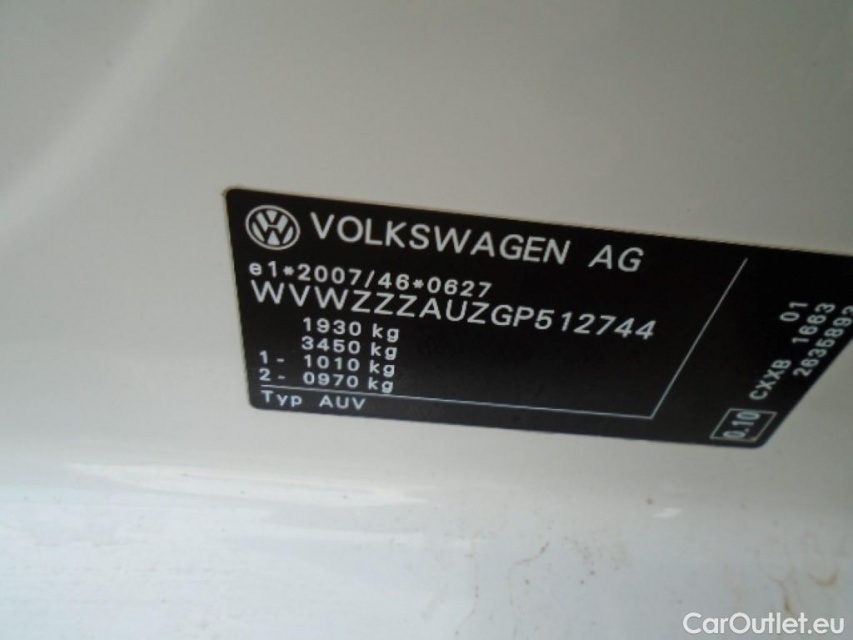 VOLKSWAGEN AG
e1*2007/46*0627
WVWZZZAUZGP512744
1930 kg
3450 kg
1 - 1010 kg
2 - 0970 kg
Typ AUV
01
CXXB 1663
2635893
0.10
CarOutlet.eu